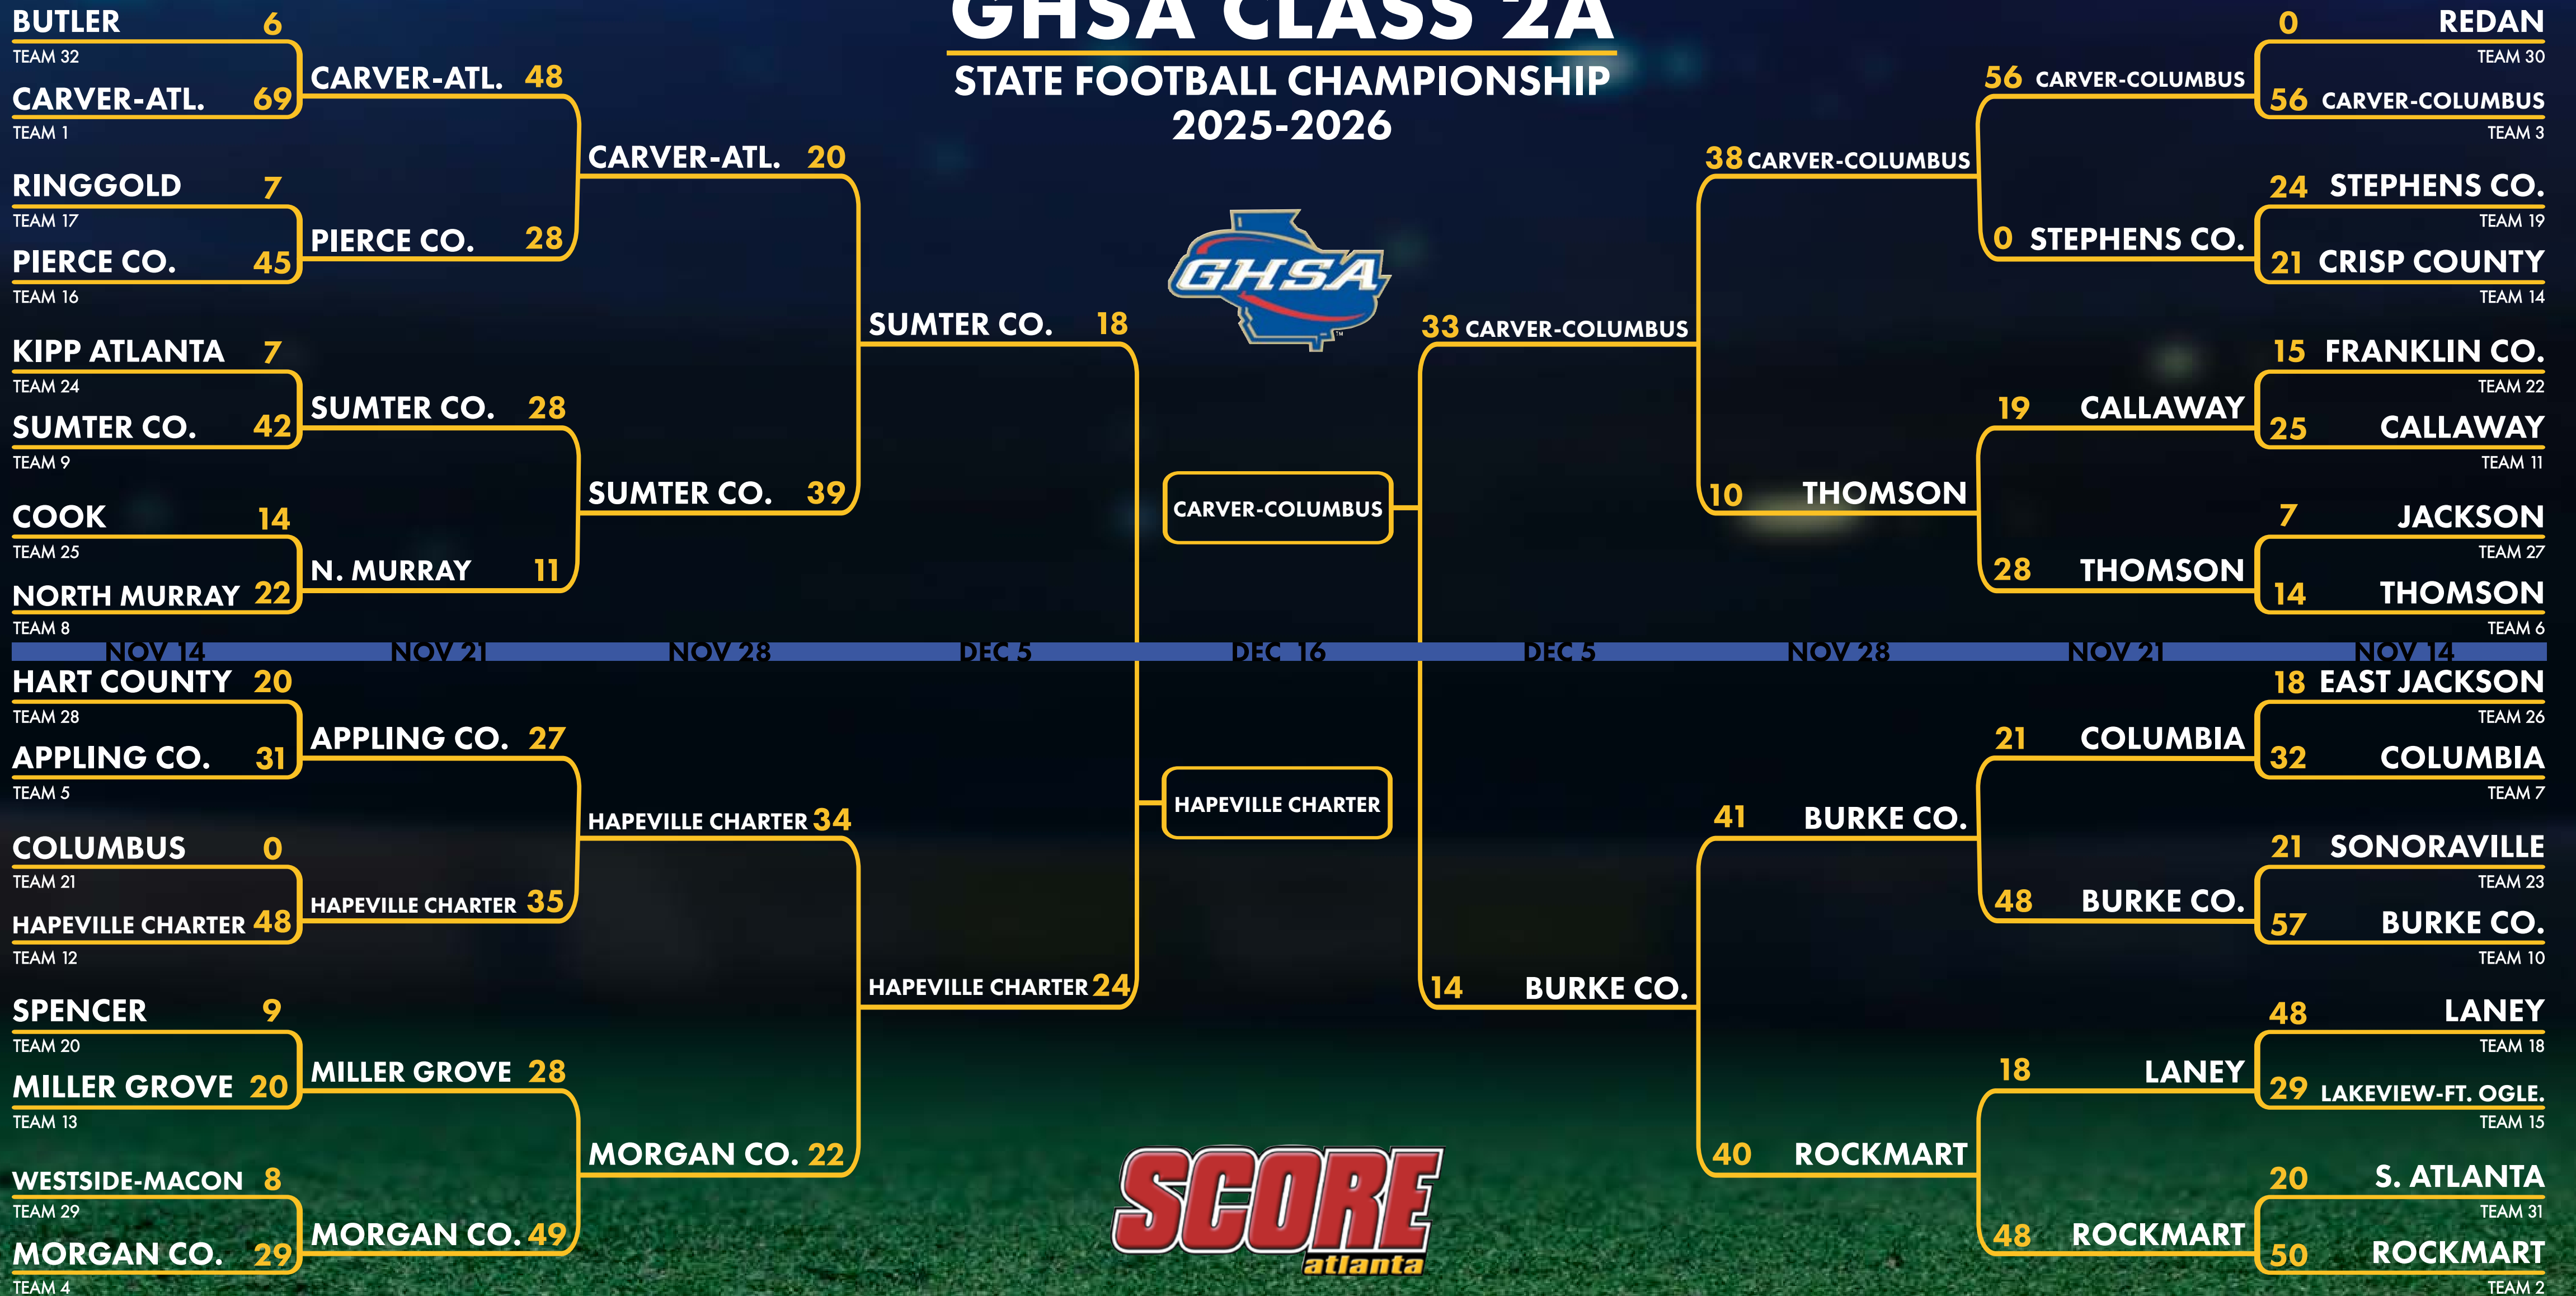 GHSA CLASS 2A
STATE FOOTBALL CHAMPIONSHIP
2025-2026
BUTLER 6
TEAM 32
CARVER-ATL. 69
TEAM 1
RINGGOLD 7
TEAM 17
PIERCE CO. 45
TEAM 16
KIPP ATLANTA 7
TEAM 24
SUMTER CO. 42
TEAM 9
COOK 14
TEAM 25
NORTH MURRAY 22
TEAM 8
CARVER-ATL. 48
PIERCE CO. 28
SUMTER CO. 28
N. MURRAY 11
CARVER-ATL. 20
SUMTER CO. 39
SUMTER CO. 18
GHSA
TM
CARVER-COLUMBUS
33 CARVER-COLUMBUS
38 CARVER-COLUMBUS
10 THOMSON
56 CARVER-COLUMBUS
0 STEPHENS CO.
19 CALLAWAY
28 THOMSON
0 REDAN
TEAM 30
56 CARVER-COLUMBUS
TEAM 3
24 STEPHENS CO.
TEAM 19
21 CRISP COUNTY
TEAM 14
15 FRANKLIN CO.
TEAM 22
25 CALLAWAY
TEAM 11
7 JACKSON
TEAM 27
14 THOMSON
TEAM 6
NOV 14 NOV 21 NOV 28 DEC 5 DEC 16 DEC 5 NOV 28 NOV 21 NOV 14
HART COUNTY 20
TEAM 28
APPLING CO. 31
TEAM 5
COLUMBUS 0
TEAM 21
HAPEVILLE CHARTER 48
TEAM 12
SPENCER 9
TEAM 20
MILLER GROVE 20
TEAM 13
WESTSIDE-MACON 8
TEAM 29
MORGAN CO. 29
TEAM 4
APPLING CO. 27
HAPEVILLE CHARTER 35
MILLER GROVE 28
MORGAN CO. 49
HAPEVILLE CHARTER 34
MORGAN CO. 22
HAPEVILLE CHARTER 24
HAPEVILLE CHARTER
14 BURKE CO.
41 BURKE CO.
40 ROCKMART
21 COLUMBIA
48 BURKE CO.
18 LANEY
48 ROCKMART
18 EAST JACKSON
TEAM 26
32 COLUMBIA
TEAM 7
21 SONORAVILLE
TEAM 23
57 BURKE CO.
TEAM 10
48 LANEY
TEAM 18
29 LAKEVIEW-FT. OGLE.
TEAM 15
20 S. ATLANTA
TEAM 31
50 ROCKMART
TEAM 2
SCORE
atlanta